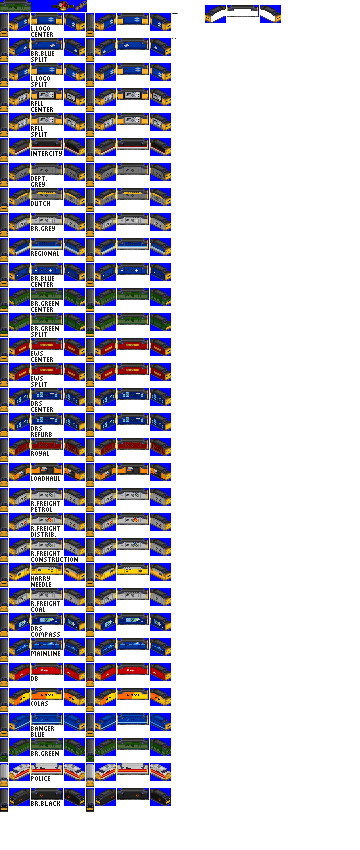 L.LOGO
CENTER
BR.BLUE
SPLIT
L.LOGO
SPLIT
RFLL
CENTER
RFLL
SPLIT
INTERCITY
DEPT.
GREY
DUTCH
BR.GREY
REGIONAL
BR.BLUE
CENTER
BR.GREEN
CENTER
BR.GREEN
SPLIT
EWS
CENTER
EWS
SPLIT
DRS
CENTER
DRS
REFURB
ROYAL
LOADHAUL
R.FREIGHT
PETROL
R.FREIGHT
DISTRIB.
R.FREIGHT
CONSTRUCTION
HARRY
NEEDLE
R.FREIGHT
COAL
DRS
COMPASS
MAINLINE
DB
COLAS
BANGER
BLUE
BR.GREEN
POLICE
BR.BLACK